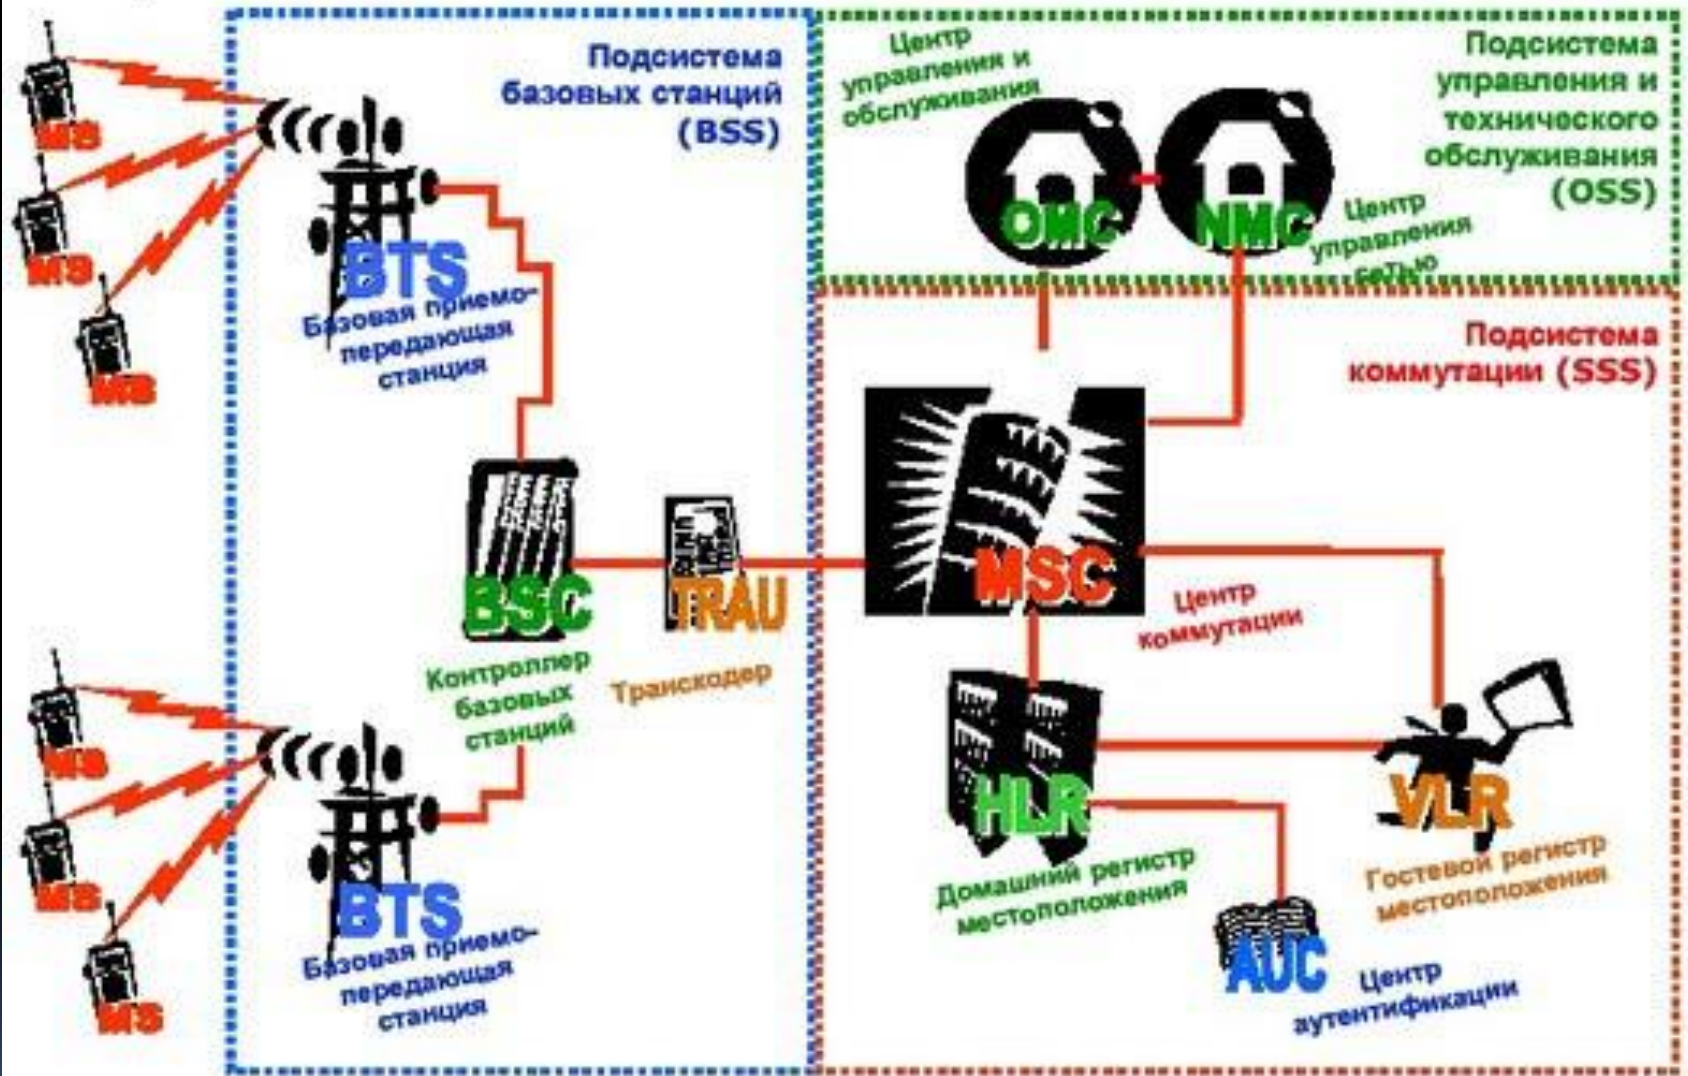 MS
MS
MS
Подсистема
базовых станций
(BSS)
BTS
Базовая приемо-
передающая
станция
Центр
управления и
обслуживания
OMC
NMC
Центр
управления
сетью
Подсистема
управления и
технического
обслуживания
(OSS)
Подсистема
коммутации (SSS)
BSC
Контроллер
базовых
станций
TRAU
Транскодер
MSC
Центр
коммутации
MS
MS
MS
BTS
Базовая приемо-
передающая
станция
HLR
Домашний регистр
местоположения
VLR
Гостевой регистр
местоположения
AUC
Центр
аутентификации